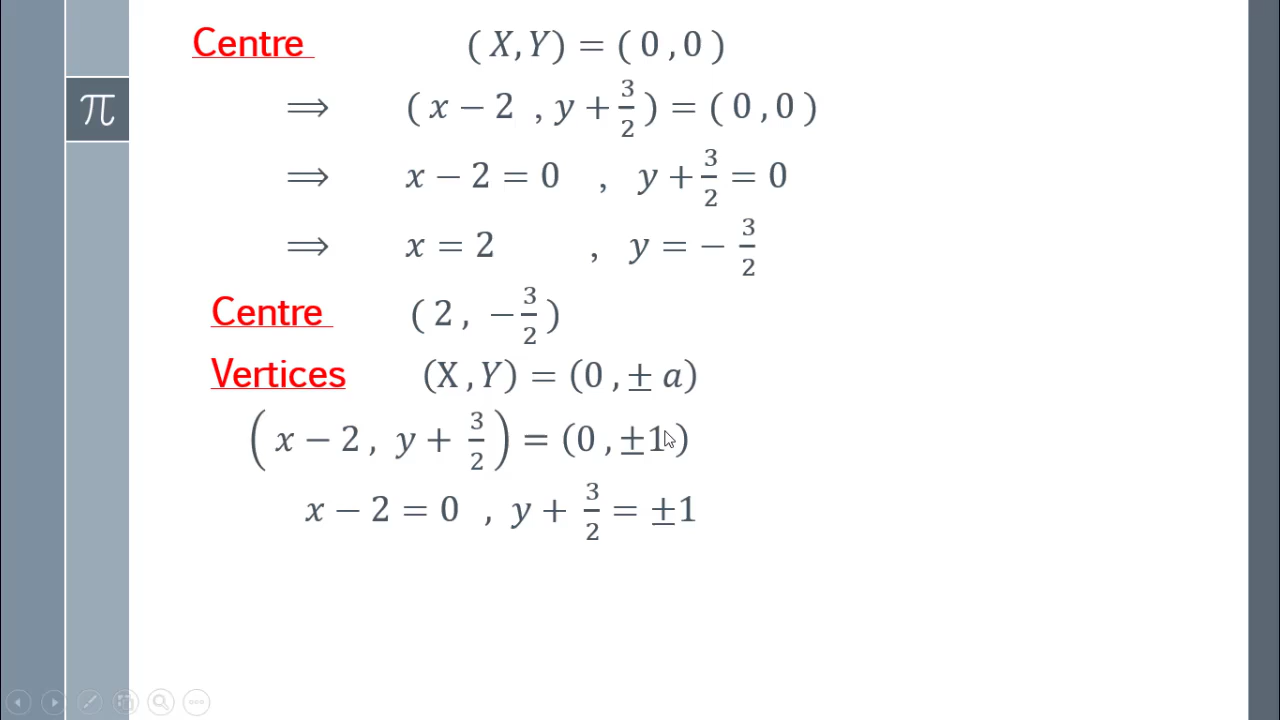 π
Centre ( X, Y) = ( 0 , 0 )
⟹ ( x − 2 , y + 3/2 ) = ( 0 , 0 )
⟹ x − 2 = 0 , y + 3/2 = 0
⟹ x = 2 , y = − 3/2
Centre ( 2 , − 3/2 )
Vertices (X , Y) = (0 , ± a)
( x − 2 , y + 3/2 ) = (0 , ±1 )
x − 2 = 0 , y + 3/2 = ±1